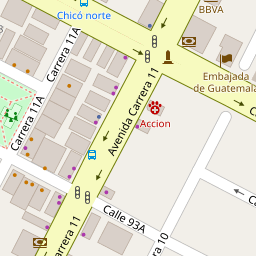 BBVA
Chicó norte
Embajada
de Guatemala
Carrera 11A
Avenida Carrera 11
Accion
Carrera 11A
Calle 93A
Carrera 11
Carrera 10